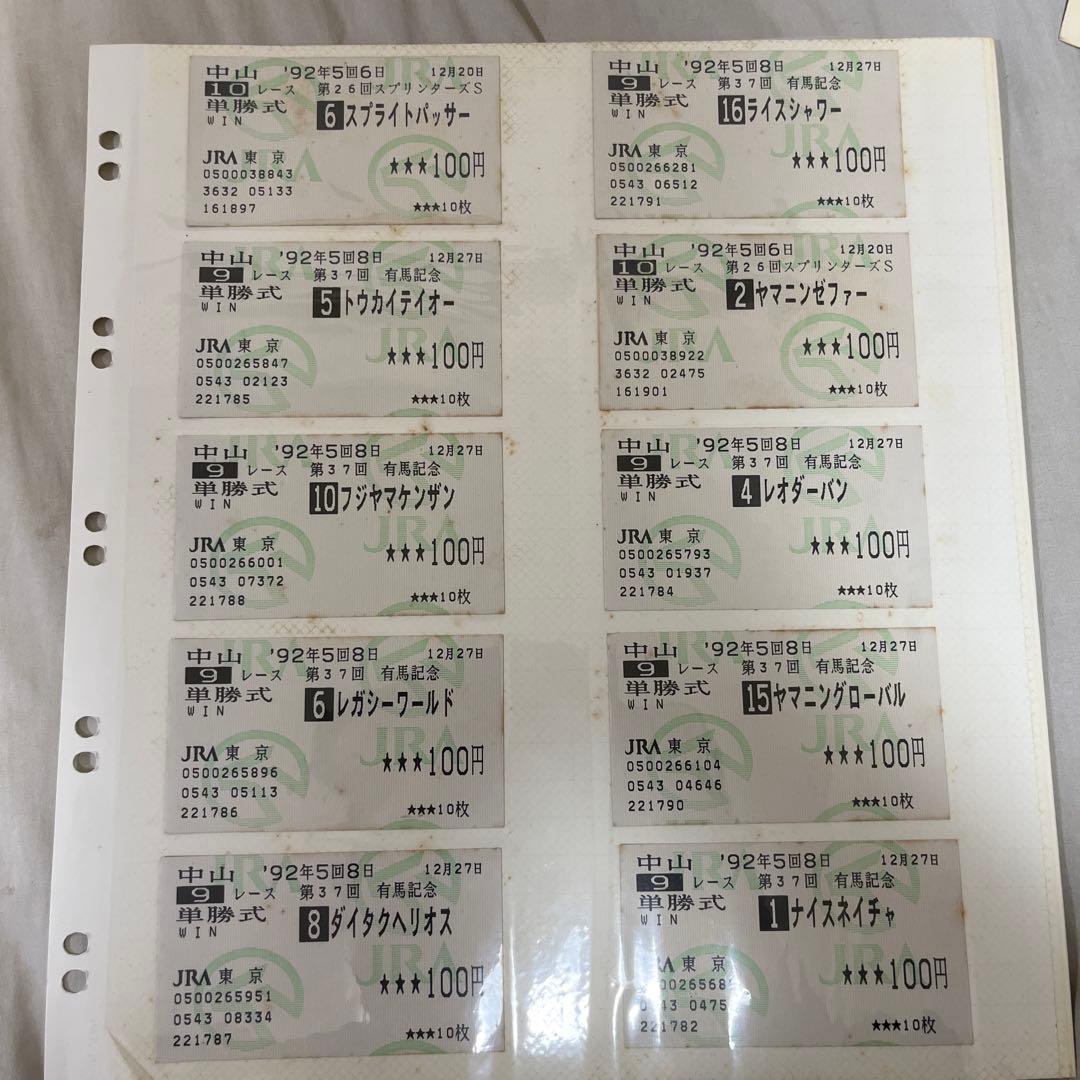 中山 '92年5回6日 12月20日
10 レース 第26回スプリンターズS
単勝式 6 スプライトパッサー
WIN
JRA 東京 ★★★100円
0500038843
3632 05133
161897 ★★★10枚
中山 '92年5回8日 12月27日
9 レース 第37回 有馬記念
単勝式 16 ライスシャワー
WIN
JRA 東京 ★★★100円
0500266281
0543 06512
221791 ★★★10枚
中山 '92年5回8日 12月27日
9 レース 第37回 有馬記念
単勝式 5 トウカイテイオー
WIN
JRA 東京 ★★★100円
0500265847
0543 02123
221785 ★★★10枚
中山 '92年5回6日 12月20日
10 レース 第26回スプリンターズS
単勝式 2 ヤマニンゼファー
WIN
JRA 東京 ★★★100円
0500038922
3632 02475
161901 ★★★10枚
中山 '92年5回8日 12月27日
9 レース 第37回 有馬記念
単勝式 10 フジヤマケンザン
WIN
JRA 東京 ★★★100円
0500266001
0543 07372
221788 ★★★10枚
中山 '92年5回8日 12月27日
9 レース 第37回 有馬記念
単勝式 4 レオダーバン
WIN
JRA 東京 ★★★100円
0500265793
0543 01937
221784 ★★★10枚
中山 '92年5回8日 12月27日
9 レース 第37回 有馬記念
単勝式 6 レガシーワールド
WIN
JRA 東京 ★★★100円
0500265896
0543 05113
221786 ★★★10枚
中山 '92年5回8日 12月27日
9 レース 第37回 有馬記念
単勝式 15 ヤマニングローバル
WIN
JRA 東京 ★★★100円
0500266104
0543 04646
221790 ★★★10枚
中山 '92年5回8日 12月27日
9 レース 第37回 有馬記念
単勝式 8 ダイタクヘリオス
WIN
JRA 東京 ★★★100円
0500265951
0543 08334
221787 ★★★10枚
中山 '92年5回8日 12月27日
9 レース 第37回 有馬記念
単勝式 1 ナイスネイチャ
WIN
JRA 東京 ★★★100円
0543
221782 ★★★10枚